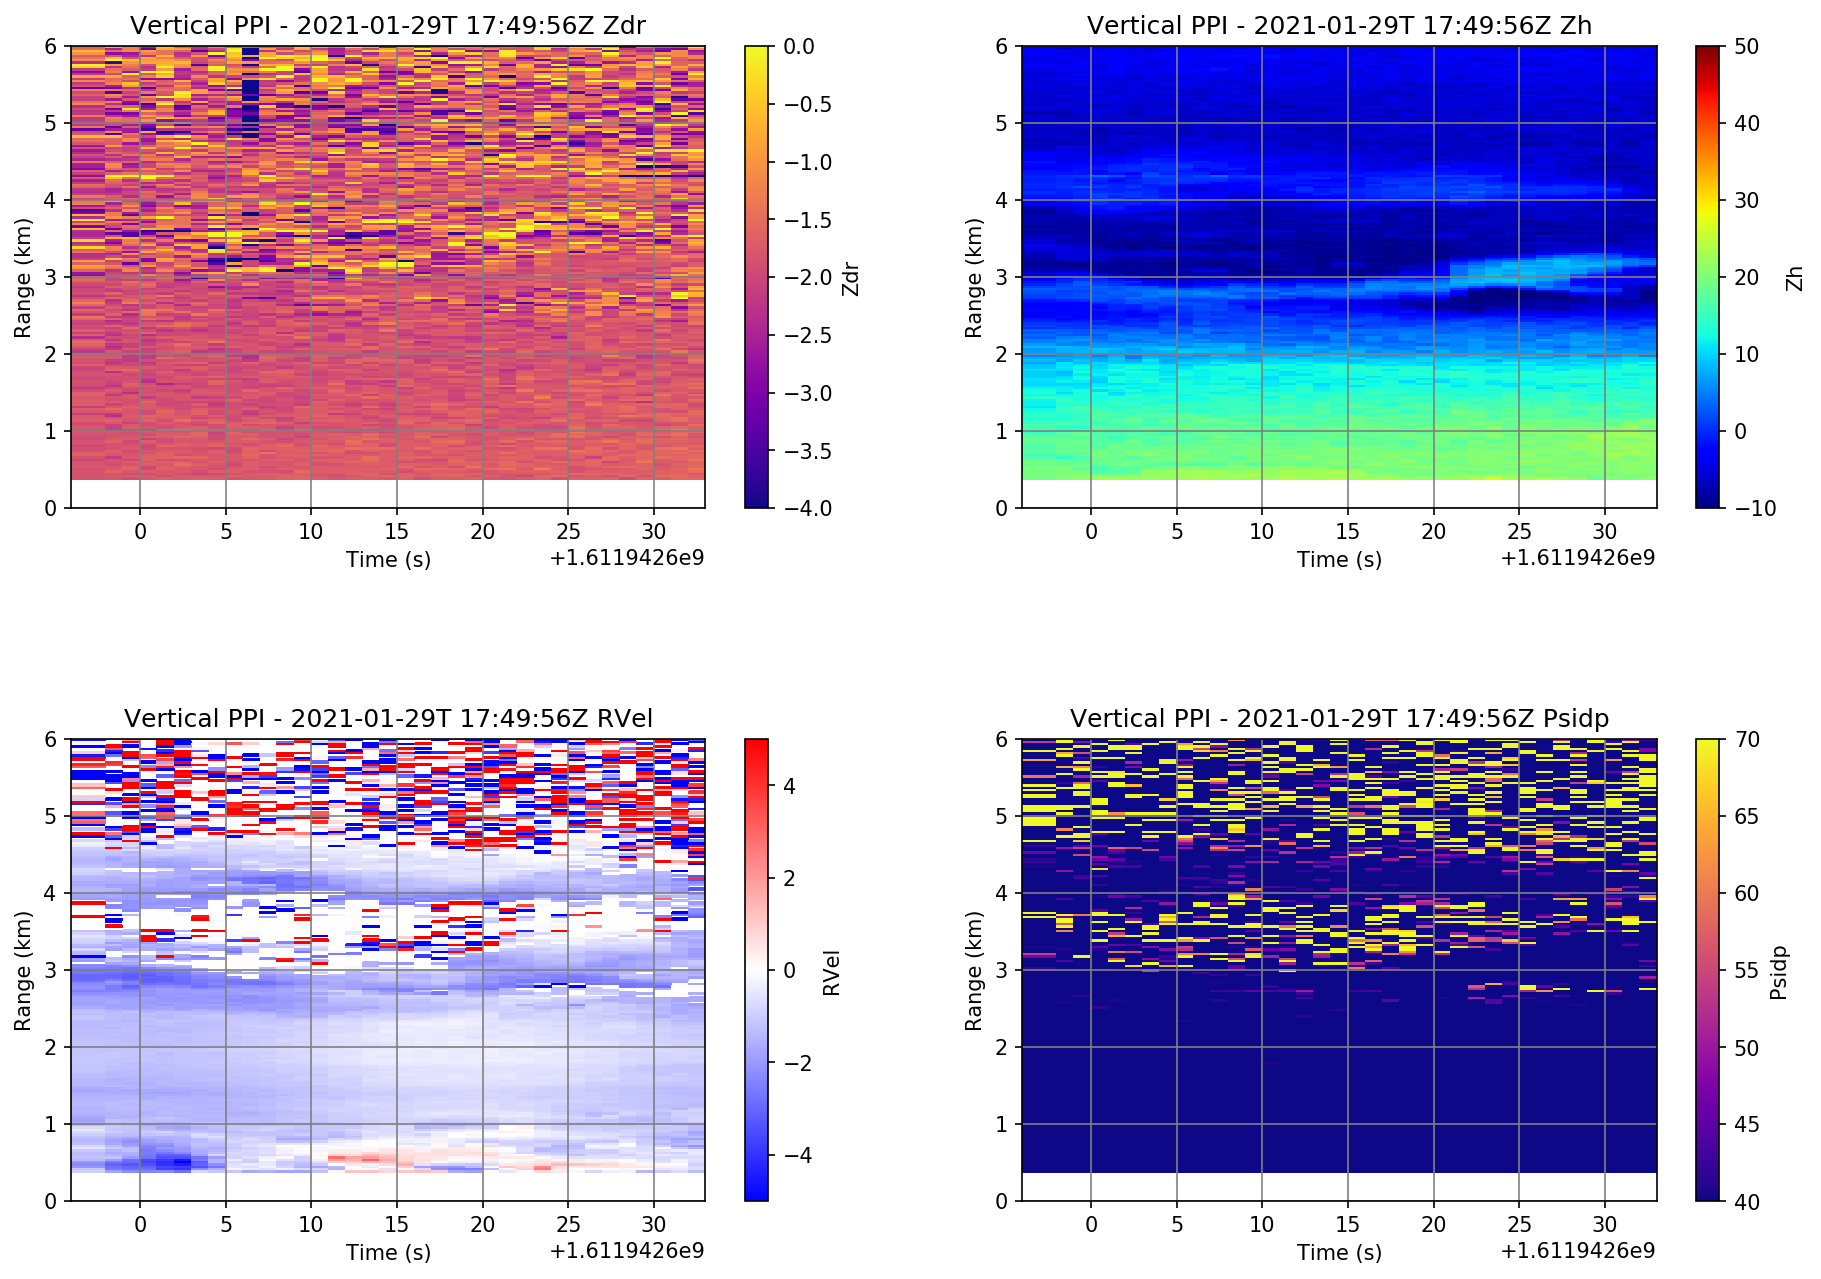 Vertical PPI - 2021-01-29T 17:49:56Z Zdr
6
5
4
3
2
1
0
Range (km)
0 5 10 15 20 25 30
Time (s)
+1.6119426e9
0.0
−0.5
−1.0
−1.5
−2.0
−2.5
−3.0
−3.5
−4.0
Zdr
Vertical PPI - 2021-01-29T 17:49:56Z Zh
6
5
4
3
2
1
0
Range (km)
0 5 10 15 20 25 30
Time (s)
+1.6119426e9
50
40
30
20
10
0
−10
Zh
Vertical PPI - 2021-01-29T 17:49:56Z RVel
6
5
4
3
2
1
0
Range (km)
0 5 10 15 20 25 30
Time (s)
+1.6119426e9
4
2
0
−2
−4
RVel
Vertical PPI - 2021-01-29T 17:49:56Z Psidp
6
5
4
3
2
1
0
Range (km)
0 5 10 15 20 25 30
Time (s)
+1.6119426e9
70
65
60
55
50
45
40
Psidp